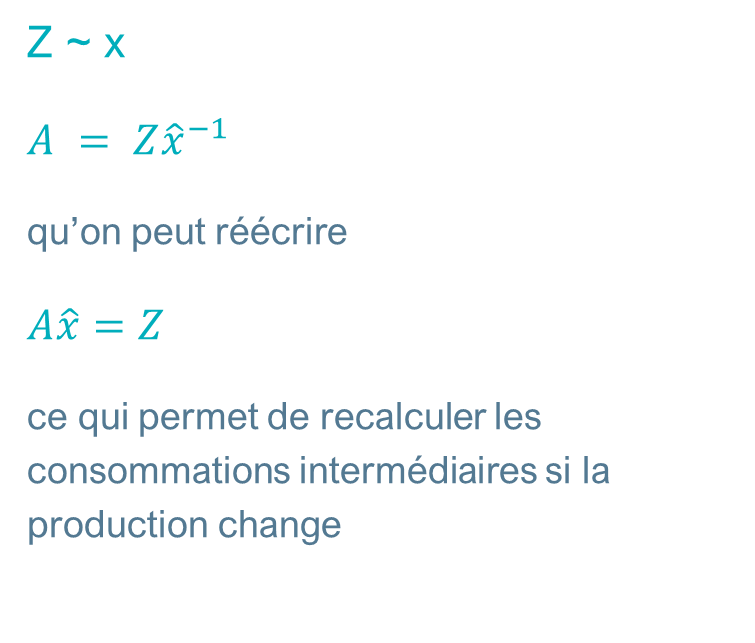 Z ~ x
A = Zx̂⁻¹
qu’on peut réécrire
Ax̂ = Z
ce qui permet de recalculer les
consommations intermédiaires si la
production change